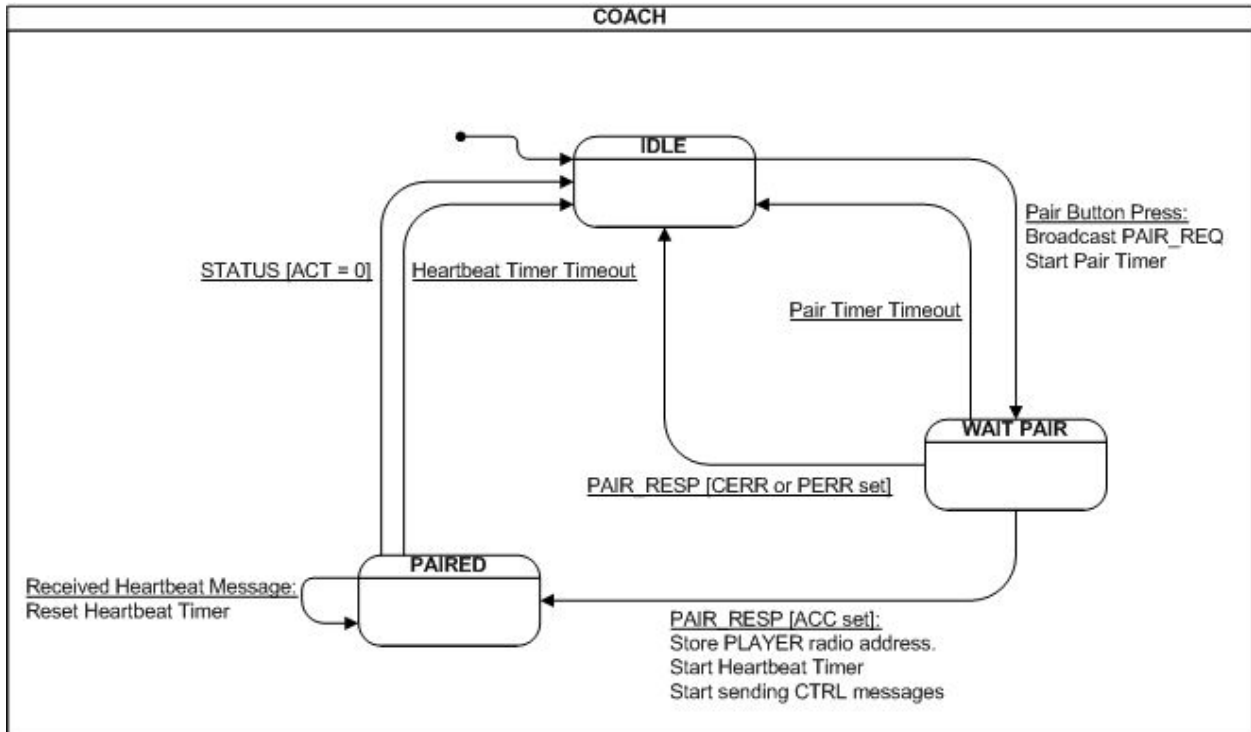 COACH
IDLE
Pair Button Press:
Broadcast PAIR_REQ
Start Pair Timer
STATUS [ACT = 0]
Heartbeat Timer Timeout
Pair Timer Timeout
WAIT PAIR
PAIR_RESP [CERR or PERR set]
PAIRED
Received Heartbeat Message:
Reset Heartbeat Timer
PAIR_RESP [ACC set]:
Store PLAYER radio address.
Start Heartbeat Timer
Start sending CTRL messages